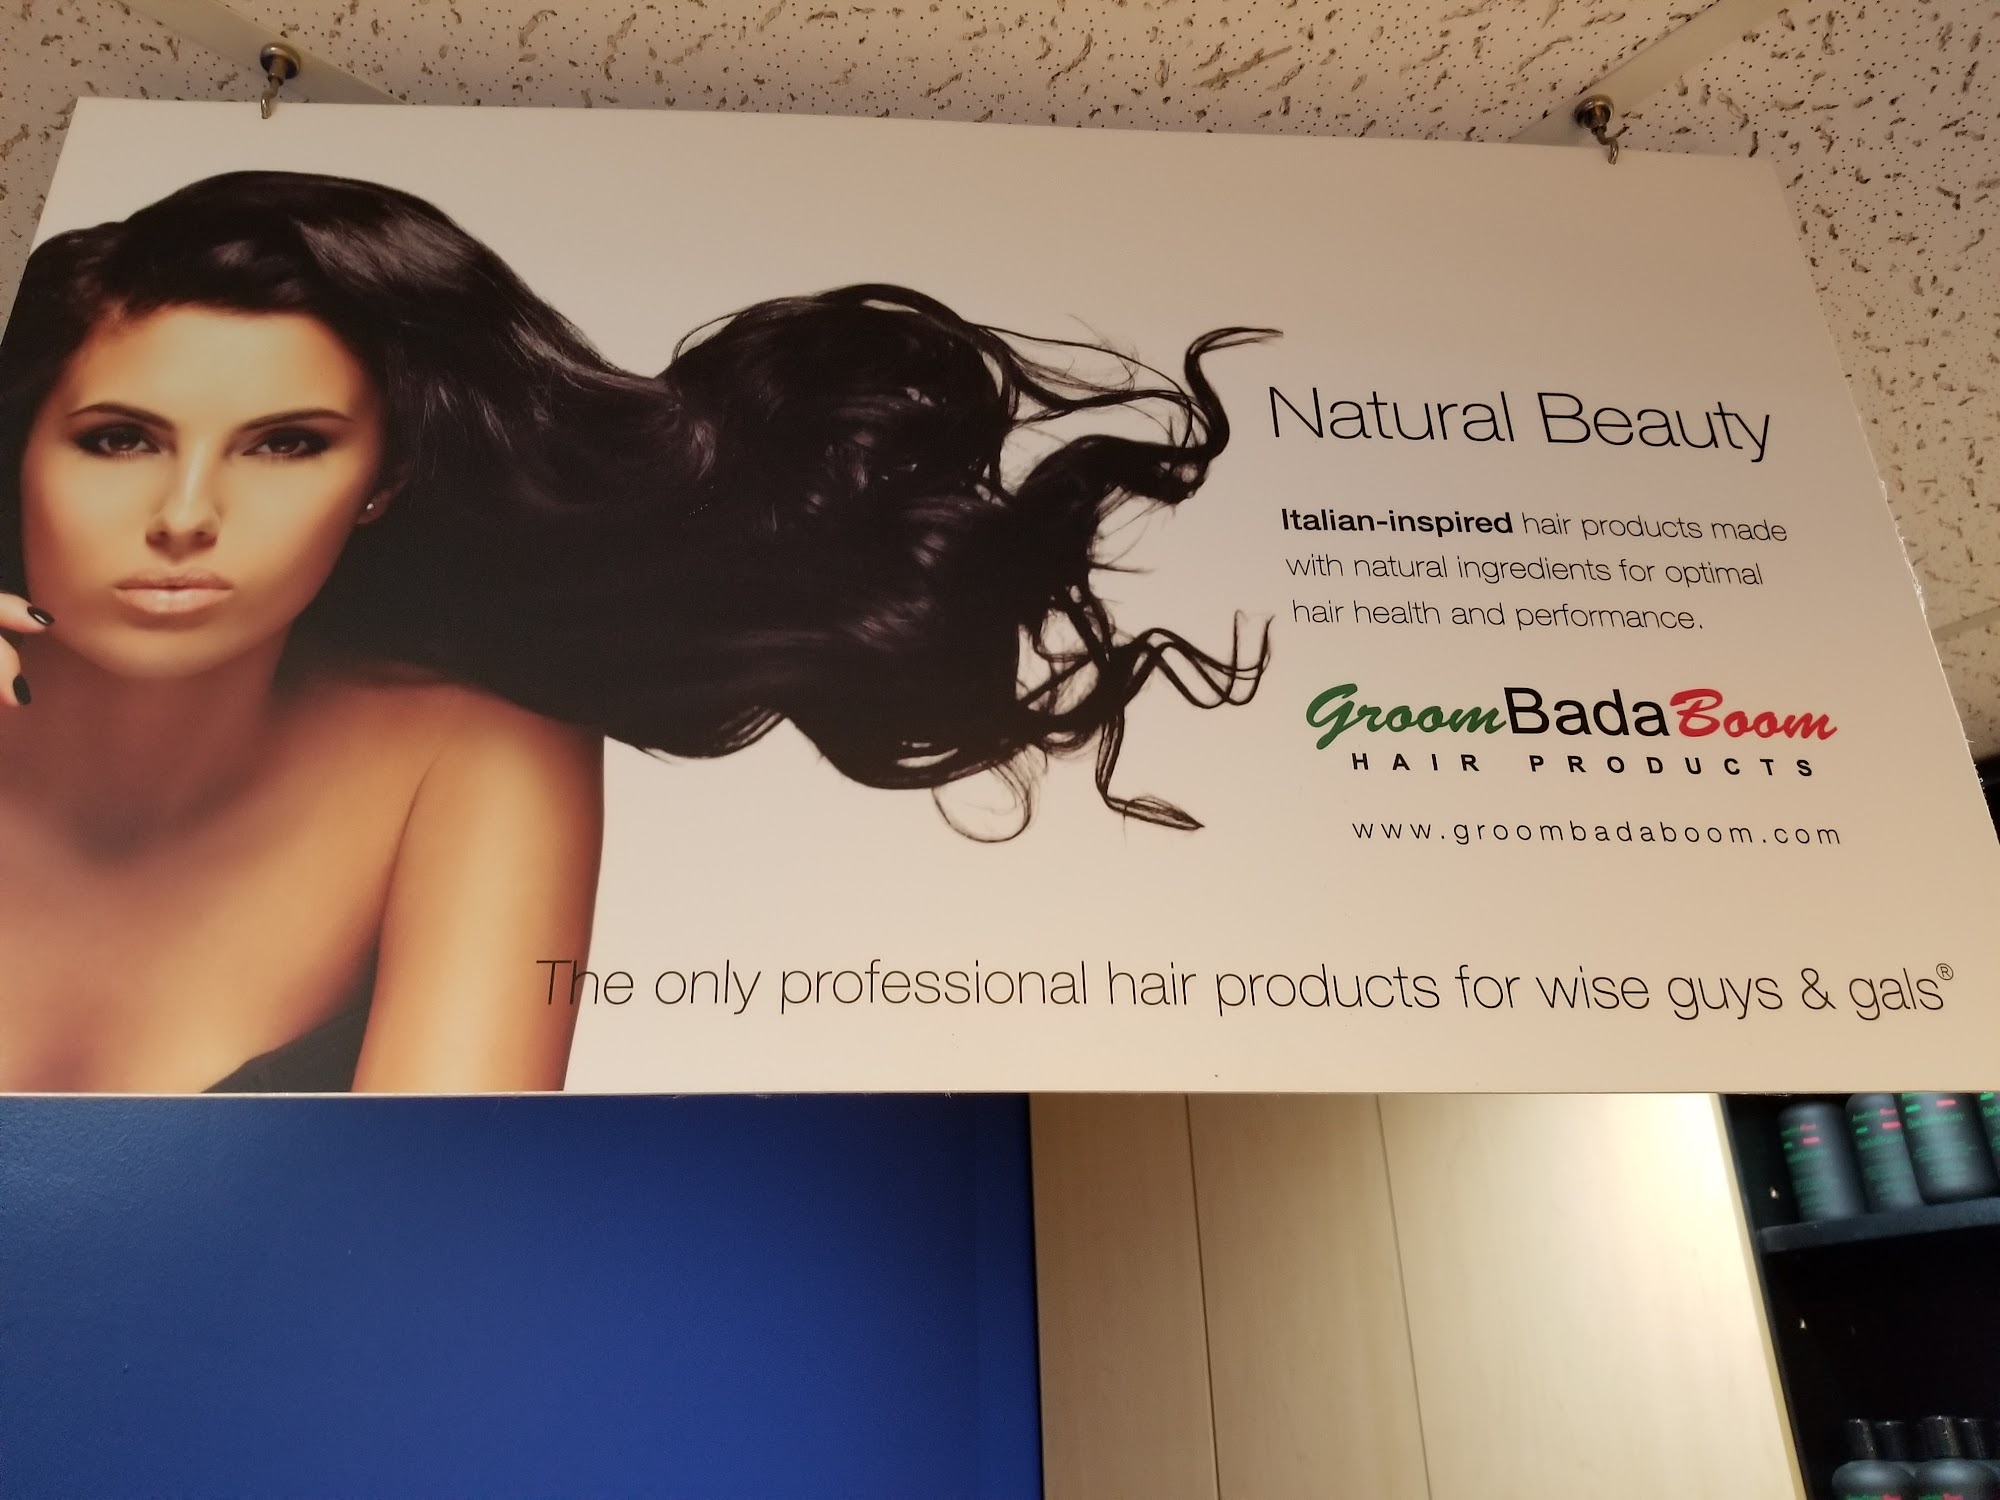 Natural Beauty
Italian-inspired hair products made
with natural ingredients for optimal
hair health and performance.
GroomBadaBoom
HAIR PRODUCTS
www.groombadaboom.com
The only professional hair products for wise guys & gals®